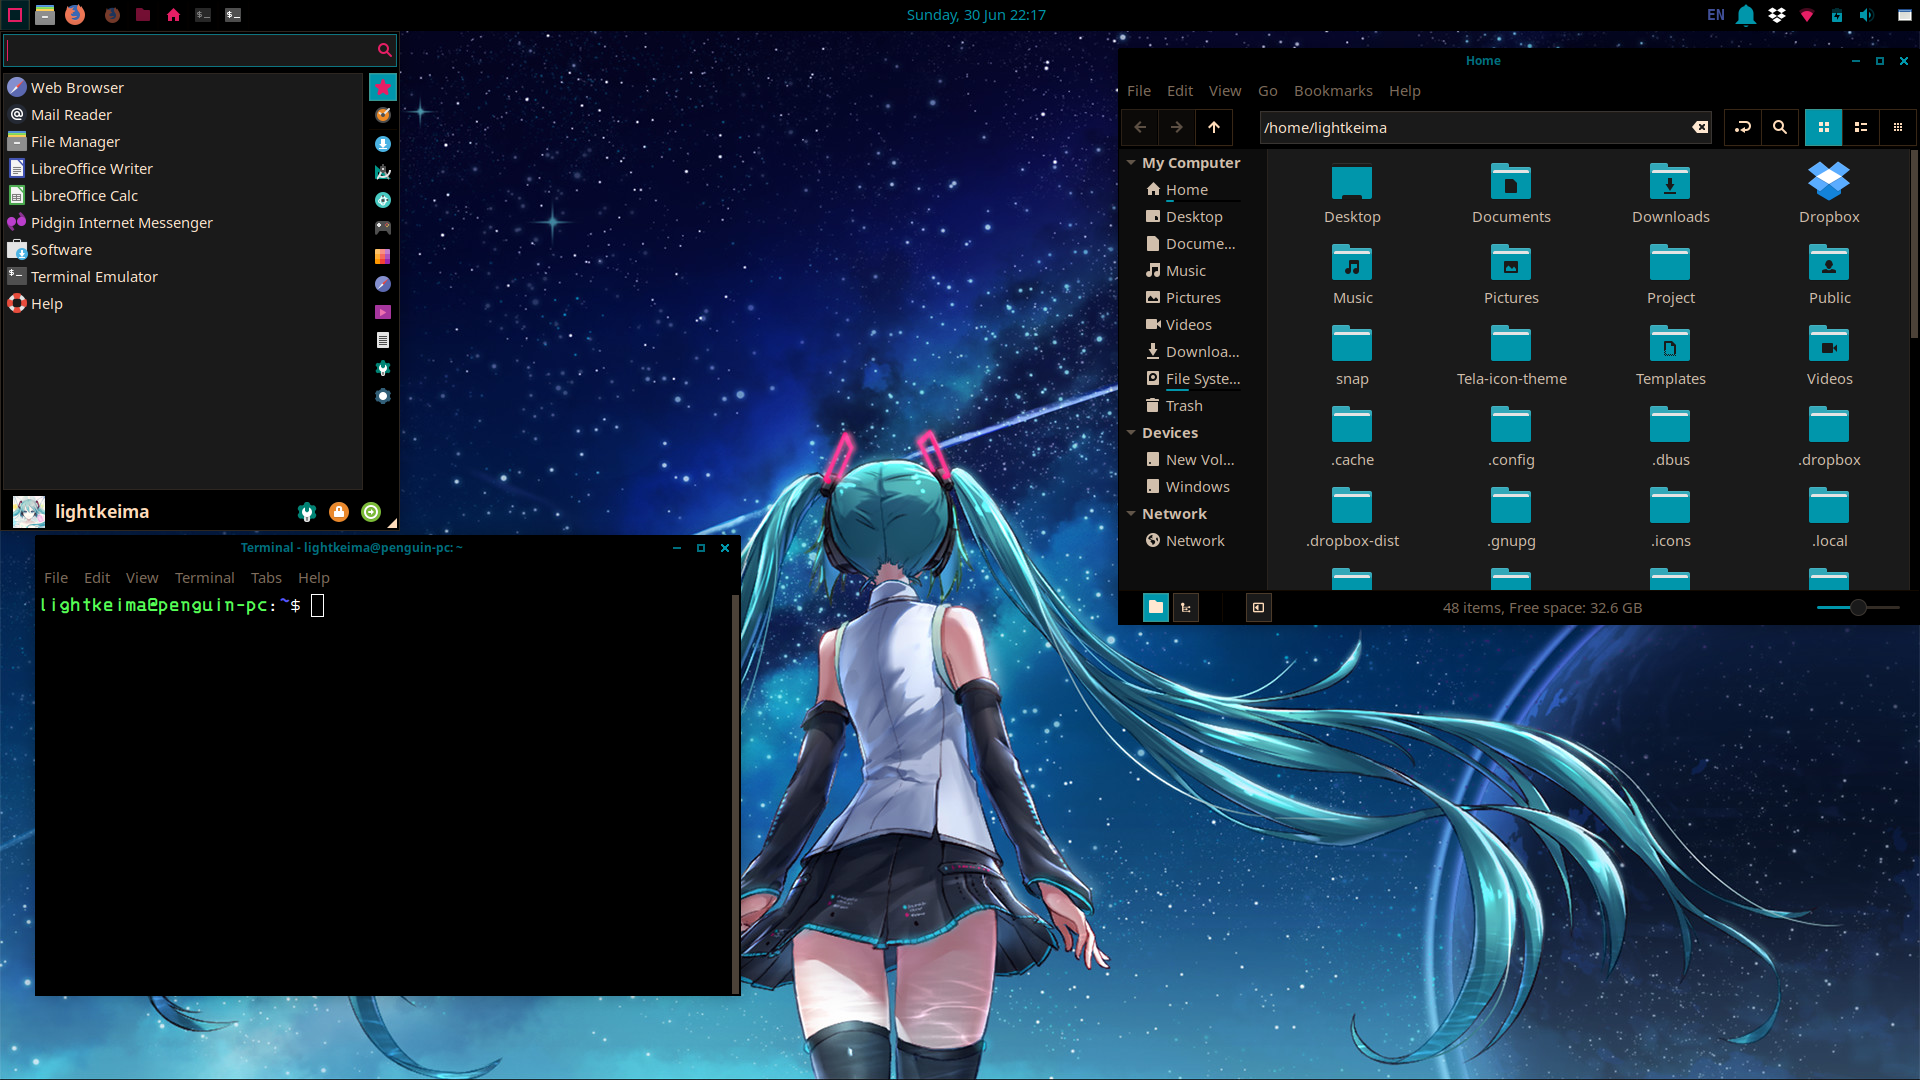 Sunday, 30 Jun 22:17
EN
Web Browser
Mail Reader
File Manager
LibreOffice Writer
LibreOffice Calc
Pidgin Internet Messenger
Software
Terminal Emulator
Help
lightkeima
Terminal - lightkeima@penguin-pc: ~
File Edit View Terminal Tabs Help
lightkeima@penguin-pc:~$
Home
File Edit View Go Bookmarks Help
/home/lightkeima
My Computer
Home
Desktop
Docume...
Music
Pictures
Videos
Downloa...
File Syste...
Trash
Devices
New Vol...
Windows
Network
Network
Desktop Documents Downloads Dropbox
Music Pictures Project Public
snap Tela-icon-theme Templates Videos
.cache .config .dbus .dropbox
.dropbox-dist .gnupg .icons .local
48 items, Free space: 32.6 GB